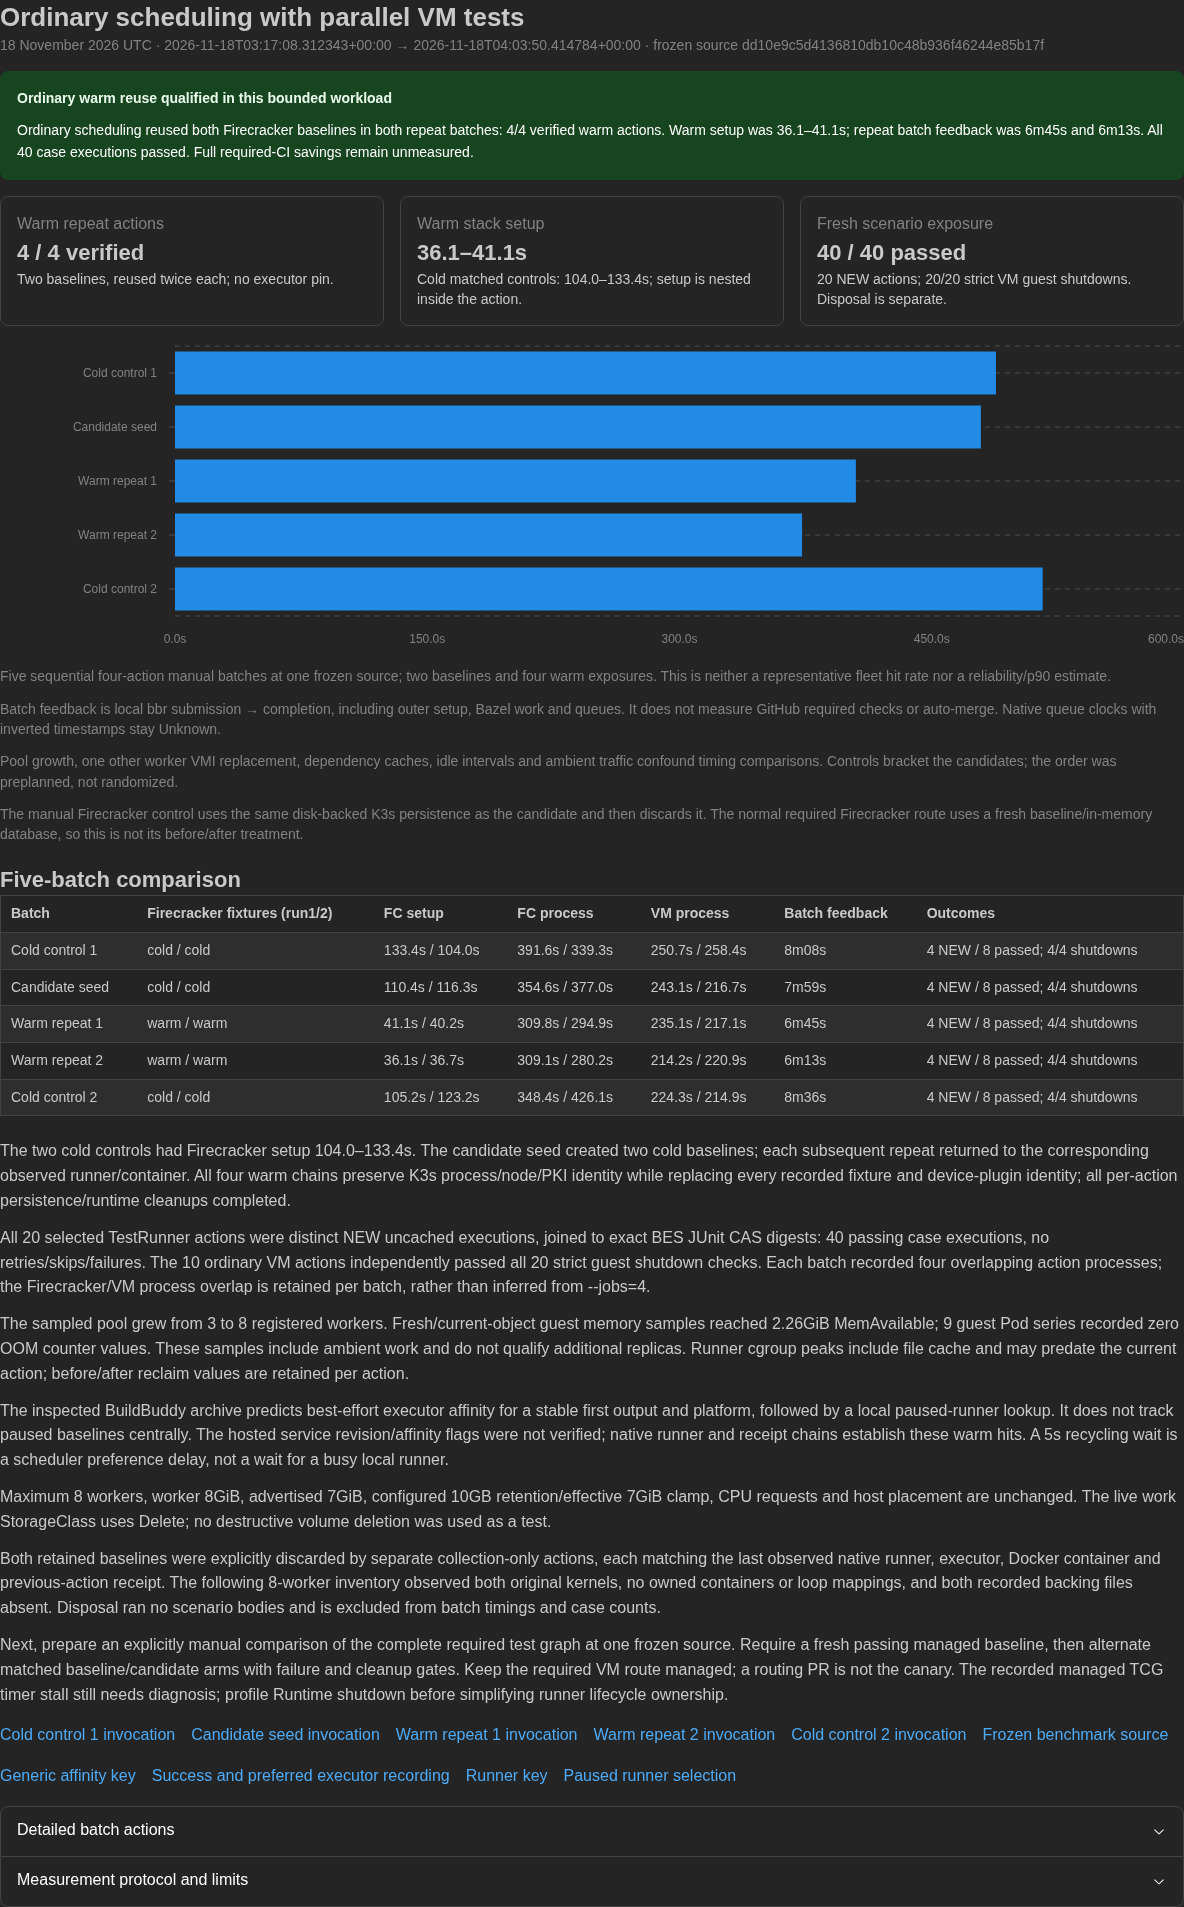 Ordinary scheduling with parallel VM tests
18 November 2026 UTC · 2026-11-18T03:17:08.312343+00:00 → 2026-11-18T04:03:50.414784+00:00 · frozen source dd10e9c5d4136810db10c48b936f46244e85b17f
Ordinary warm reuse qualified in this bounded workload
Ordinary scheduling reused both Firecracker baselines in both repeat batches: 4/4 verified warm actions. Warm setup was 36.1–41.1s; repeat batch feedback was 6m45s and 6m13s. All
40 case executions passed. Full required-CI savings remain unmeasured.
Warm repeat actions
4 / 4 verified
Two baselines, reused twice each; no executor pin.
Warm stack setup
36.1–41.1s
Cold matched controls: 104.0–133.4s; setup is nested
inside the action.
Fresh scenario exposure
40 / 40 passed
20 NEW actions; 20/20 strict VM guest shutdowns.
Disposal is separate.
Cold control 1
Candidate seed
Warm repeat 1
Warm repeat 2
Cold control 2
0.0s 150.0s 300.0s 450.0s 600.0s
Five sequential four-action manual batches at one frozen source; two baselines and four warm exposures. This is neither a representative fleet hit rate nor a reliability/p90 estimate.
Batch feedback is local bbr submission → completion, including outer setup, Bazel work and queues. It does not measure GitHub required checks or auto-merge. Native queue clocks with
inverted timestamps stay Unknown.
Pool growth, one other worker VMI replacement, dependency caches, idle intervals and ambient traffic confound timing comparisons. Controls bracket the candidates; the order was
preplanned, not randomized.
The manual Firecracker control uses the same disk-backed K3s persistence as the candidate and then discards it. The normal required Firecracker route uses a fresh baseline/in-memory
database, so this is not its before/after treatment.
Five-batch comparison
Batch Firecracker fixtures (run1/2) FC setup FC process VM process Batch feedback Outcomes
Cold control 1 cold / cold 133.4s / 104.0s 391.6s / 339.3s 250.7s / 258.4s 8m08s 4 NEW / 8 passed; 4/4 shutdowns
Candidate seed cold / cold 110.4s / 116.3s 354.6s / 377.0s 243.1s / 216.7s 7m59s 4 NEW / 8 passed; 4/4 shutdowns
Warm repeat 1 warm / warm 41.1s / 40.2s 309.8s / 294.9s 235.1s / 217.1s 6m45s 4 NEW / 8 passed; 4/4 shutdowns
Warm repeat 2 warm / warm 36.1s / 36.7s 309.1s / 280.2s 214.2s / 220.9s 6m13s 4 NEW / 8 passed; 4/4 shutdowns
Cold control 2 cold / cold 105.2s / 123.2s 348.4s / 426.1s 224.3s / 214.9s 8m36s 4 NEW / 8 passed; 4/4 shutdowns
The two cold controls had Firecracker setup 104.0–133.4s. The candidate seed created two cold baselines; each subsequent repeat returned to the corresponding
observed runner/container. All four warm chains preserve K3s process/node/PKI identity while replacing every recorded fixture and device-plugin identity; all per-action
persistence/runtime cleanups completed.
All 20 selected TestRunner actions were distinct NEW uncached executions, joined to exact BES JUnit CAS digests: 40 passing case executions, no
retries/skips/failures. The 10 ordinary VM actions independently passed all 20 strict guest shutdown checks. Each batch recorded four overlapping action processes;
the Firecracker/VM process overlap is retained per batch, rather than inferred from --jobs=4.
The sampled pool grew from 3 to 8 registered workers. Fresh/current-object guest memory samples reached 2.26GiB MemAvailable; 9 guest Pod series recorded zero
OOM counter values. These samples include ambient work and do not qualify additional replicas. Runner cgroup peaks include file cache and may predate the current
action; before/after reclaim values are retained per action.
The inspected BuildBuddy archive predicts best-effort executor affinity for a stable first output and platform, followed by a local paused-runner lookup. It does not track
paused baselines centrally. The hosted service revision/affinity flags were not verified; native runner and receipt chains establish these warm hits. A 5s recycling wait is
a scheduler preference delay, not a wait for a busy local runner.
Maximum 8 workers, worker 8GiB, advertised 7GiB, configured 10GB retention/effective 7GiB clamp, CPU requests and host placement are unchanged. The live work
StorageClass uses Delete; no destructive volume deletion was used as a test.
Both retained baselines were explicitly discarded by separate collection-only actions, each matching the last observed native runner, executor, Docker container and
previous-action receipt. The following 8-worker inventory observed both original kernels, no owned containers or loop mappings, and both recorded backing files
absent. Disposal ran no scenario bodies and is excluded from batch timings and case counts.
Next, prepare an explicitly manual comparison of the complete required test graph at one frozen source. Require a fresh passing managed baseline, then alternate
matched baseline/candidate arms with failure and cleanup gates. Keep the required VM route managed; a routing PR is not the canary. The recorded managed TCG
timer stall still needs diagnosis; profile Runtime shutdown before simplifying runner lifecycle ownership.
Cold control 1 invocation Candidate seed invocation Warm repeat 1 invocation Warm repeat 2 invocation Cold control 2 invocation Frozen benchmark source
Generic affinity key Success and preferred executor recording Runner key Paused runner selection
Detailed batch actions
Measurement protocol and limits